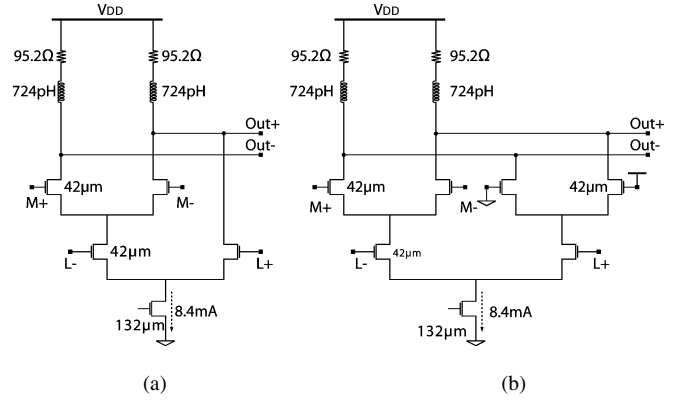 VDD
95.2Ω
95.2Ω
724pH
724pH
Out+
Out-
42μm
M+
M-
L-
42μm
L+
8.4mA
132μm
(a)
VDD
95.2Ω
95.2Ω
724pH
724pH
Out+
Out-
42μm
42μm
M+
M-
L-
42μm
L+
8.4mA
132μm
(b)